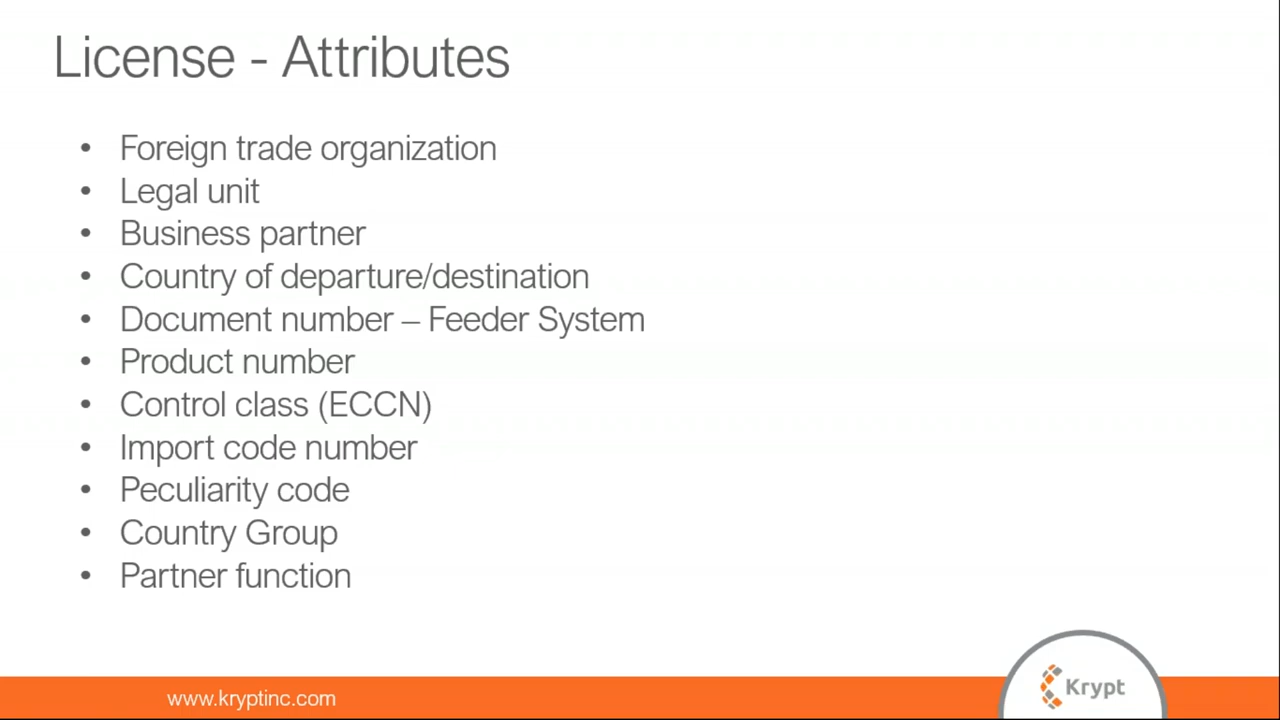 License - Attributes
• Foreign trade organization
• Legal unit
• Business partner
• Country of departure/destination
• Document number – Feeder System
• Product number
• Control class (ECCN)
• Import code number
• Peculiarity code
• Country Group
• Partner function
www.kryptinc.com
Krypt